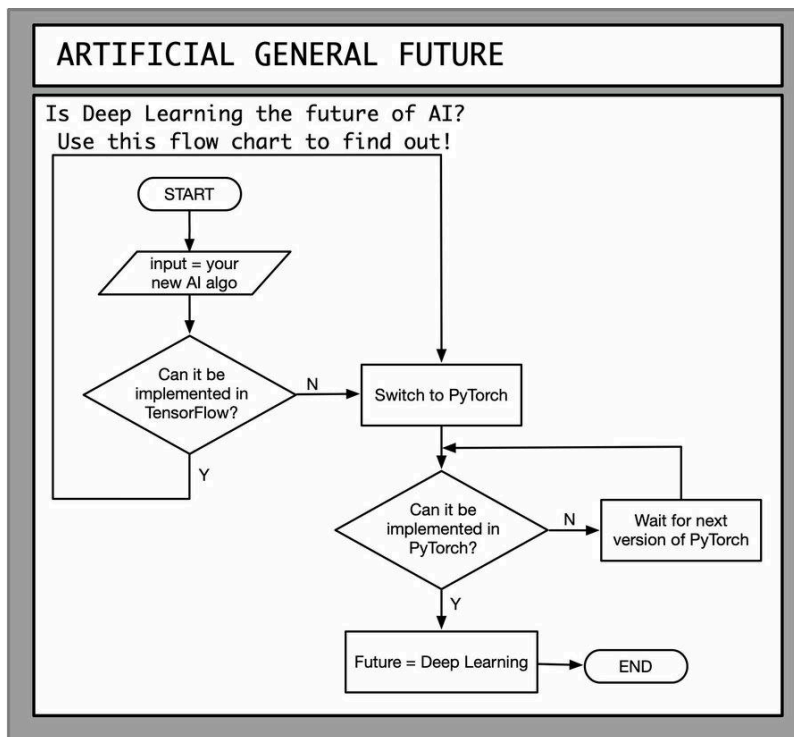 ARTIFICIAL GENERAL FUTURE
Is Deep Learning the future of AI?
Use this flow chart to find out!
START
input = your
new AI algo
Can it be
implemented in
TensorFlow?
N
Switch to PyTorch
Y
Can it be
implemented in
PyTorch?
N
Wait for next
version of PyTorch
Y
Future = Deep Learning
END